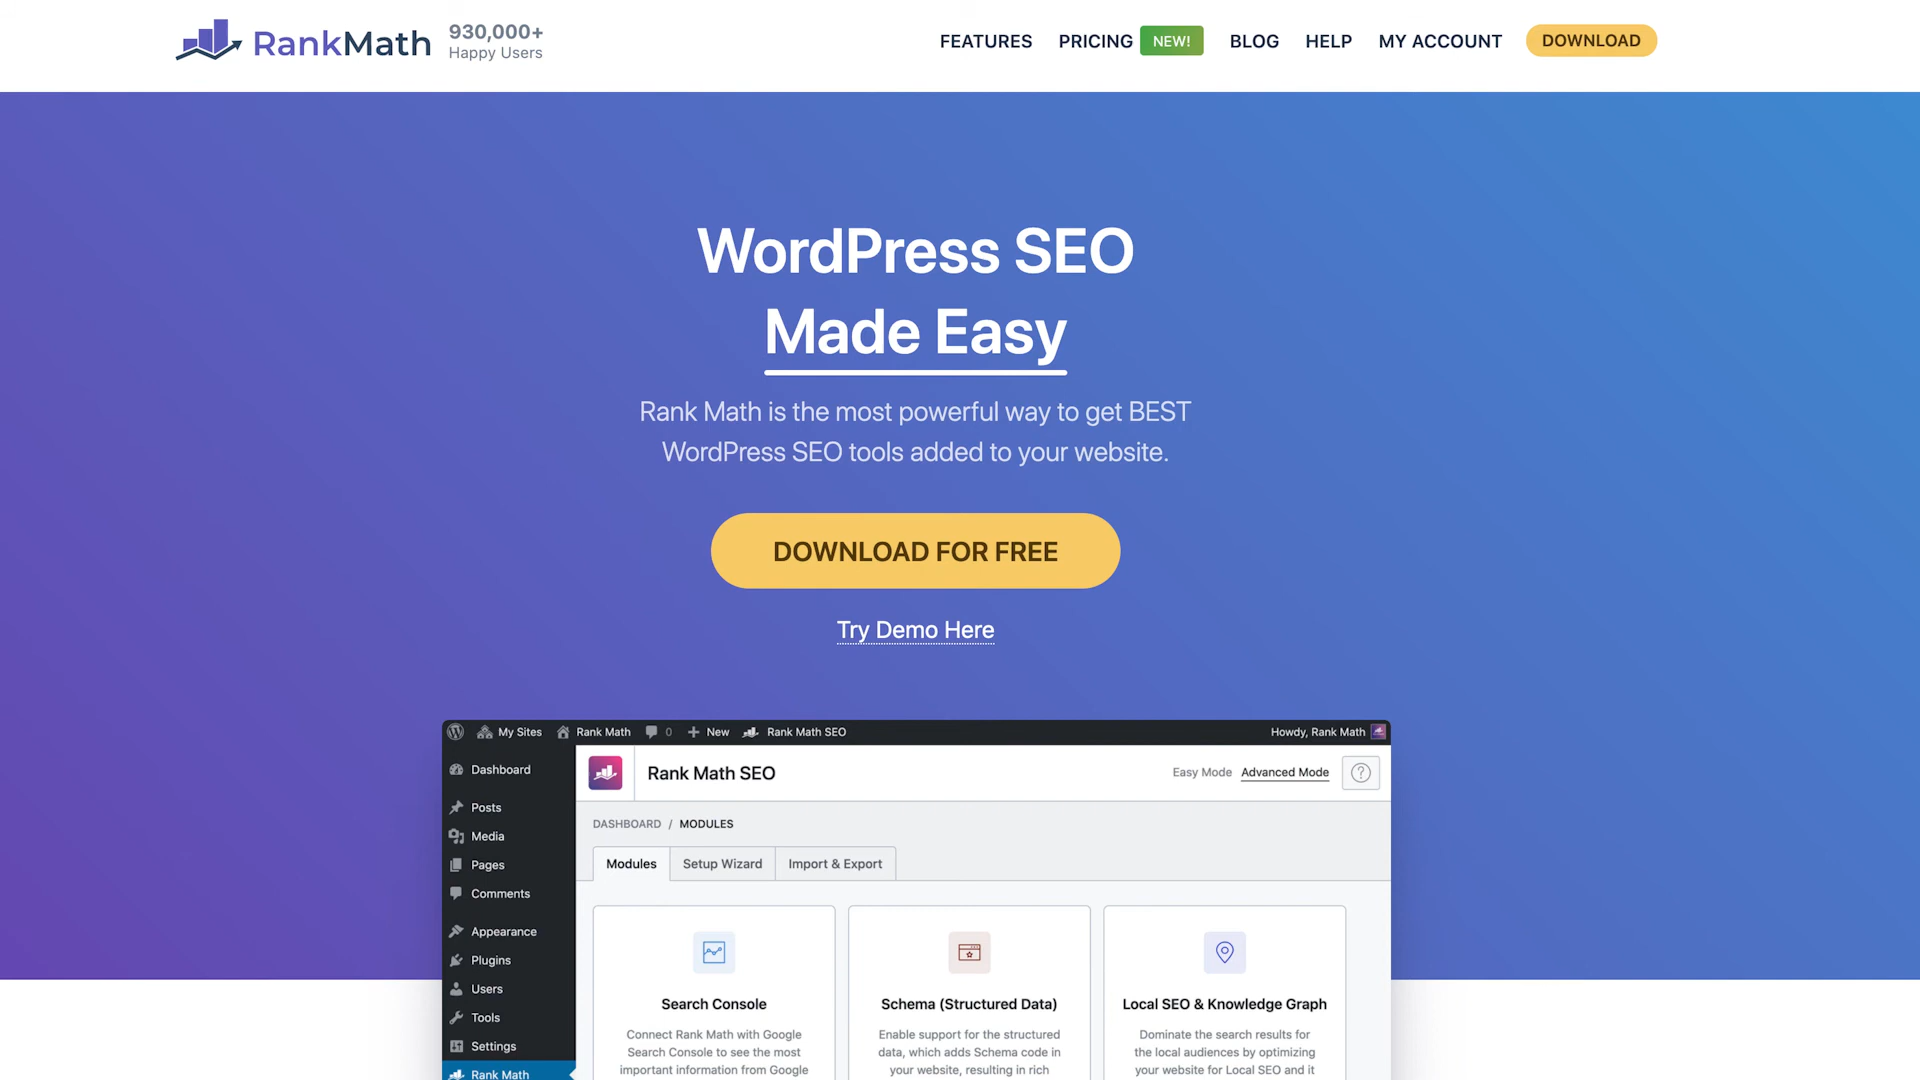 RankMath
930,000+
Happy Users
FEATURES
PRICING
NEW!
BLOG
HELP
MY ACCOUNT
DOWNLOAD
WordPress SEO
Made Easy
Rank Math is the most powerful way to get BEST
WordPress SEO tools added to your website.
DOWNLOAD FOR FREE
Try Demo Here
My Sites
Rank Math
0
New
Rank Math SEO
Howdy, Rank Math
Dashboard
Posts
Media
Pages
Comments
Appearance
Plugins
Users
Tools
Settings
Rank Math
Rank Math SEO
Easy Mode
Advanced Mode
?
DASHBOARD / MODULES
Modules
Setup Wizard
Import & Export
Search Console
Connect Rank Math with Google
Search Console to see the most
important information from Google
Schema (Structured Data)
Enable support for the structured
data, which adds Schema code in
your website, resulting in rich
Local SEO & Knowledge Graph
Dominate the search results for
the local audiences by optimizing
your website for Local SEO and it